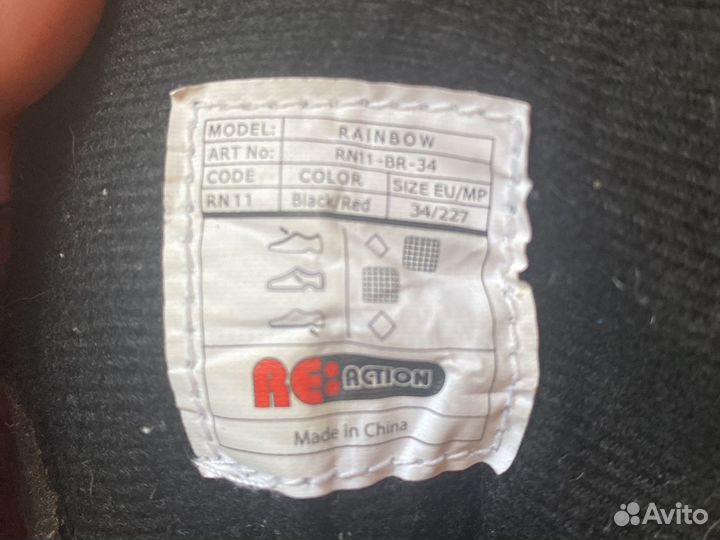 MODEL: RAINBOW
ART No: RN11-BR-34
CODE COLOR SIZE EU/MP
RN11 Black/Red 34/227
RE:ACTION
Made in China
Avito